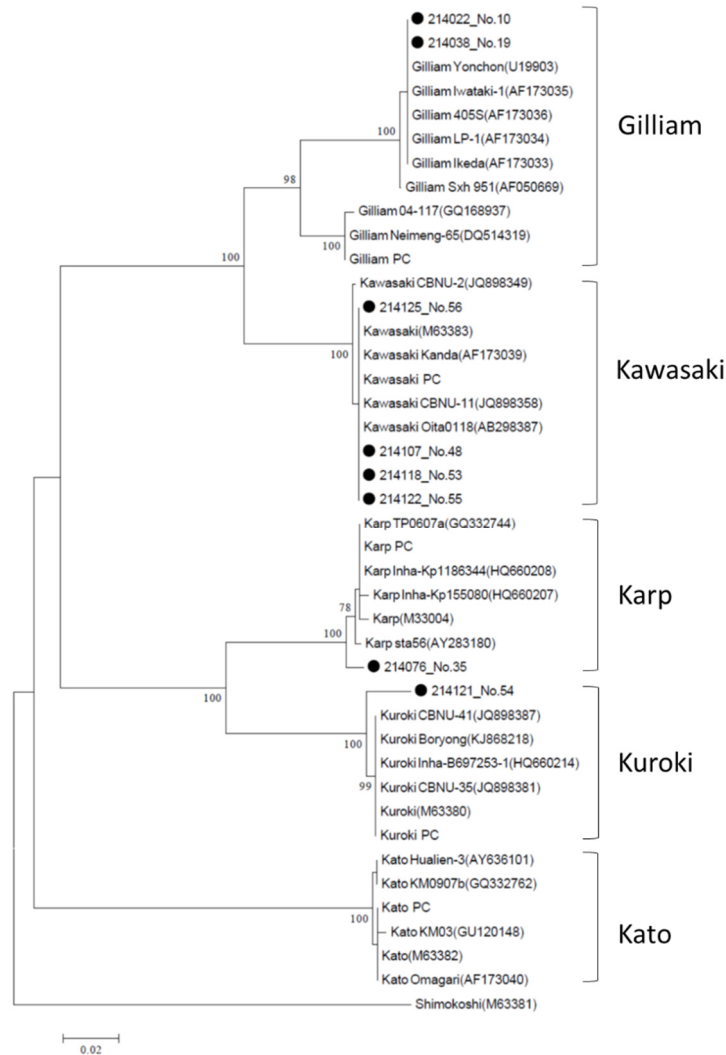 214022_No.10
214038_No.19
Gilliam Yonchon(U19903)
Gilliam Iwataki-1(AF173035)
Gilliam 405S(AF173036)
Gilliam LP-1(AF173034)
Gilliam Ikeda(AF173033)
100
Gilliam Sxh 951(AF050669)
Gilliam
98
Gilliam 04-117(GQ168937)
Gilliam Neimeng-65(DQ514319)
100
Gilliam PC
100
Kawasaki CBNU-2(JQ898349)
214125_No.56
Kawasaki(M63383)
100
Kawasaki Kanda(AF173039)
Kawasaki PC
Kawasaki CBNU-11(JQ898358)
Kawasaki Oita0118(AB298387)
214107_No.48
214118_No.53
214122_No.55
Kawasaki
Karp TP0607a(GQ332744)
Karp PC
Karp Inha-Kp1186344(HQ660208)
Karp Inha-Kp155080(HQ660207)
78
Karp(M33004)
100
Karp sta56(AY283180)
214076_No.35
Karp
100
214121_No.54
Kuroki CBNU-41(JQ898387)
100
Kuroki Boryong(KJ868218)
Kuroki Inha-B697253-1(HQ660214)
99
Kuroki CBNU-35(JQ898381)
Kuroki(M63380)
Kuroki PC
Kuroki
Kato Hualien-3(AY636101)
Kato KM0907b(GQ332762)
100
Kato PC
Kato KM03(GU120148)
Kato(M63382)
Kato Omagari(AF173040)
Kato
Shimokoshi(M63381)
0.02